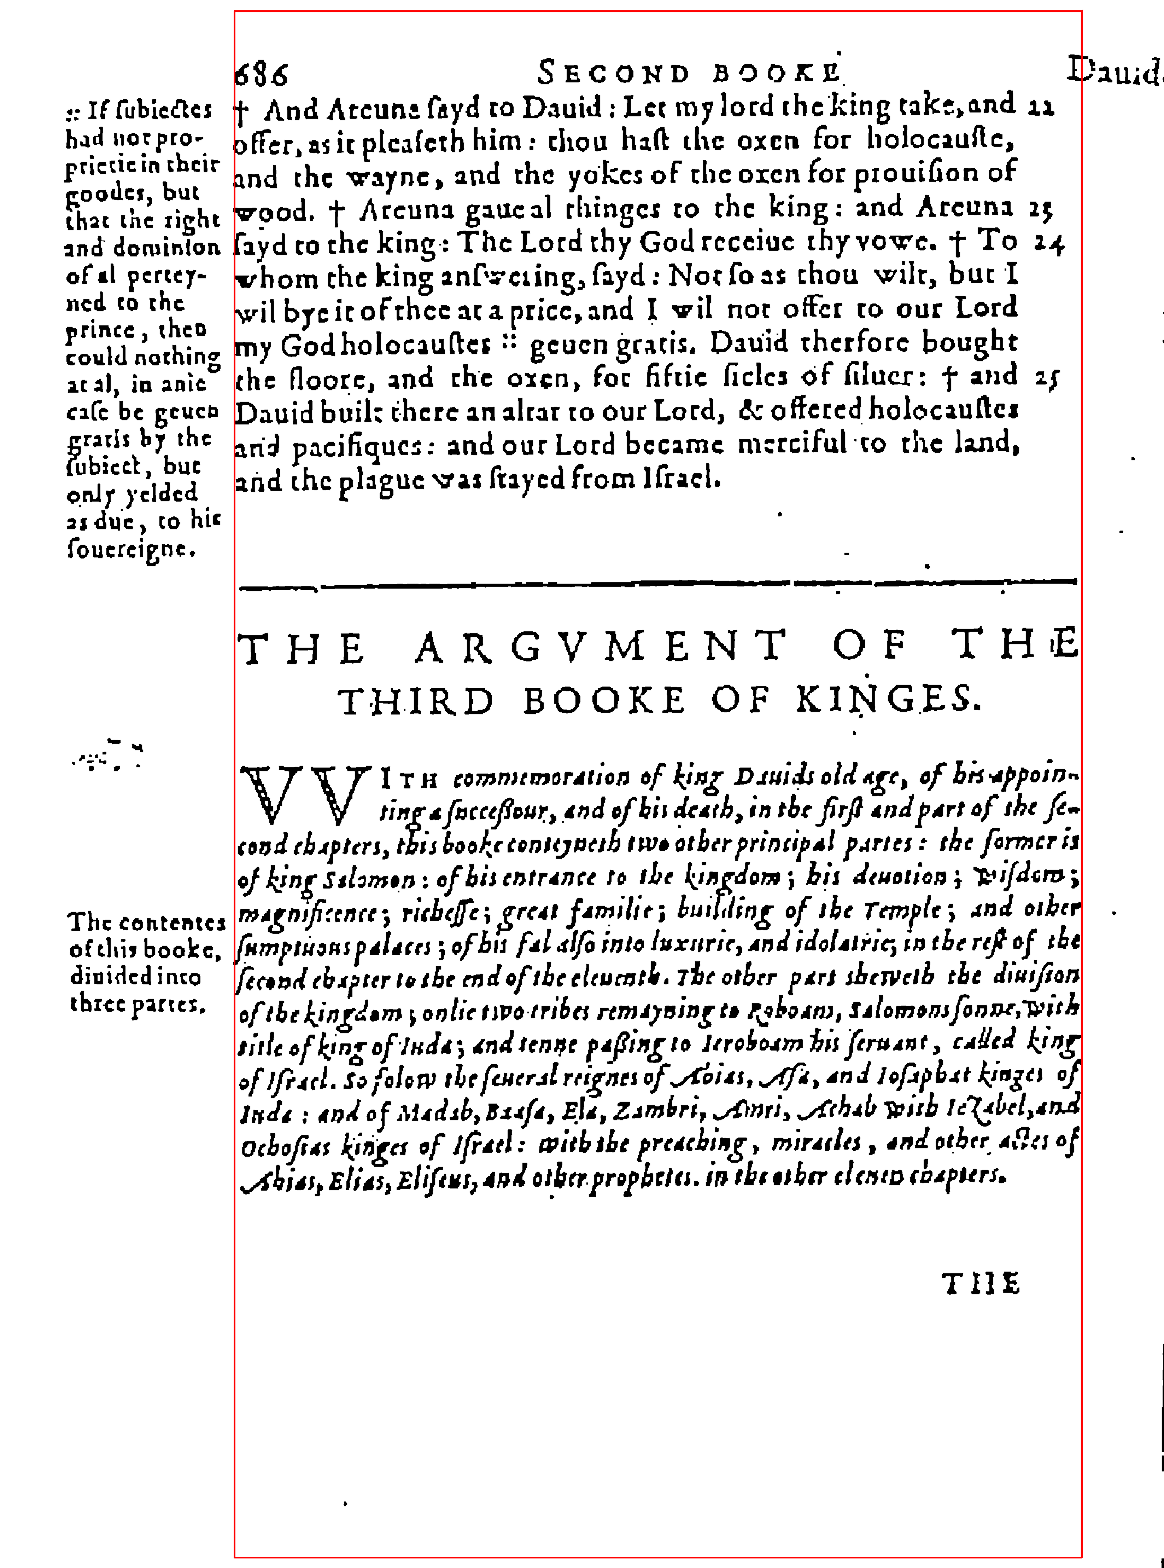 686 SECOND BOOKE Dauid.
† And Areuna ſayd to Dauid: Let my lord the king take, and 22
offer, as it pleaſeth him: thou haſt the oxen for holocauſte,
and the wayne, and the yokes of the oxen for prouiſion of
wood. † Areuna gaue al thinges to the king: and Areuna 23
ſayd to the king: The Lord thy God receiue thy vowe. † To 24
whom the king anſwering, ſayd: Not ſo as thou wilt, but I
wil bye it of thee at a price, and I wil not offer to our Lord
my God holocauſtes :: geuen gratis. Dauid therfore bought
the floore, and the oxen, for fiftie ſicles of ſiluer: † and 25
Dauid built there an altar to our Lord, & offered holocauſtes
and pacifiques: and our Lord became merciful to the land,
and the plague was ſtayed from Iſrael.
:: If ſubiectes
had not pro-
prietie in their
goodes, but
that the right
and dominion
of al pertey-
ned to the
prince, then
could nothing
at al, in anie
caſe be geuen
gratis by the
ſubiect, but
only yelded
as due, to his
ſouereigne.
THE ARGVMENT OF THE
THIRD BOOKE OF KINGES.
VVITH commemoration of king Dauids old age, of his appoin-
ting a ſucceſſour, and of his death, in the firſt and part of the ſe-
cond chapters, this booke conteyneth two other principal partes: the former is
of king Salomon: of his entrance to the kingdom; his deuotion; wiſdom;
magnificence; richeſſe; great familie; building of the Temple; and other
ſumptuous palaces; of his fal alſo into luxurie, and idolatrie; in the reſt of the
ſecond chapter to the end of the eleuenth. The other part sheweth the diuiſion
of the kingdom; onlie two tribes remayning to Roboam, Salomons ſonne, with
title of king of Iuda; and tenne paſſing to Ieroboam his ſeruant, called king
of Iſrael. So folow the ſeueral reignes of Abias, Aſa, and Ioſaphat kinges of
Iuda: and of Madab, Baaſa, Ela, Zambri, Amri, Achab with Iezabel, and
Ochoſias kinges of Iſrael: with the preaching, miracles, and other actes of
Ahias, Elias, Eliſeus, and other prophetes. in the other eleuen chapters.
The contentes
of this booke,
diuided into
three partes.
THE